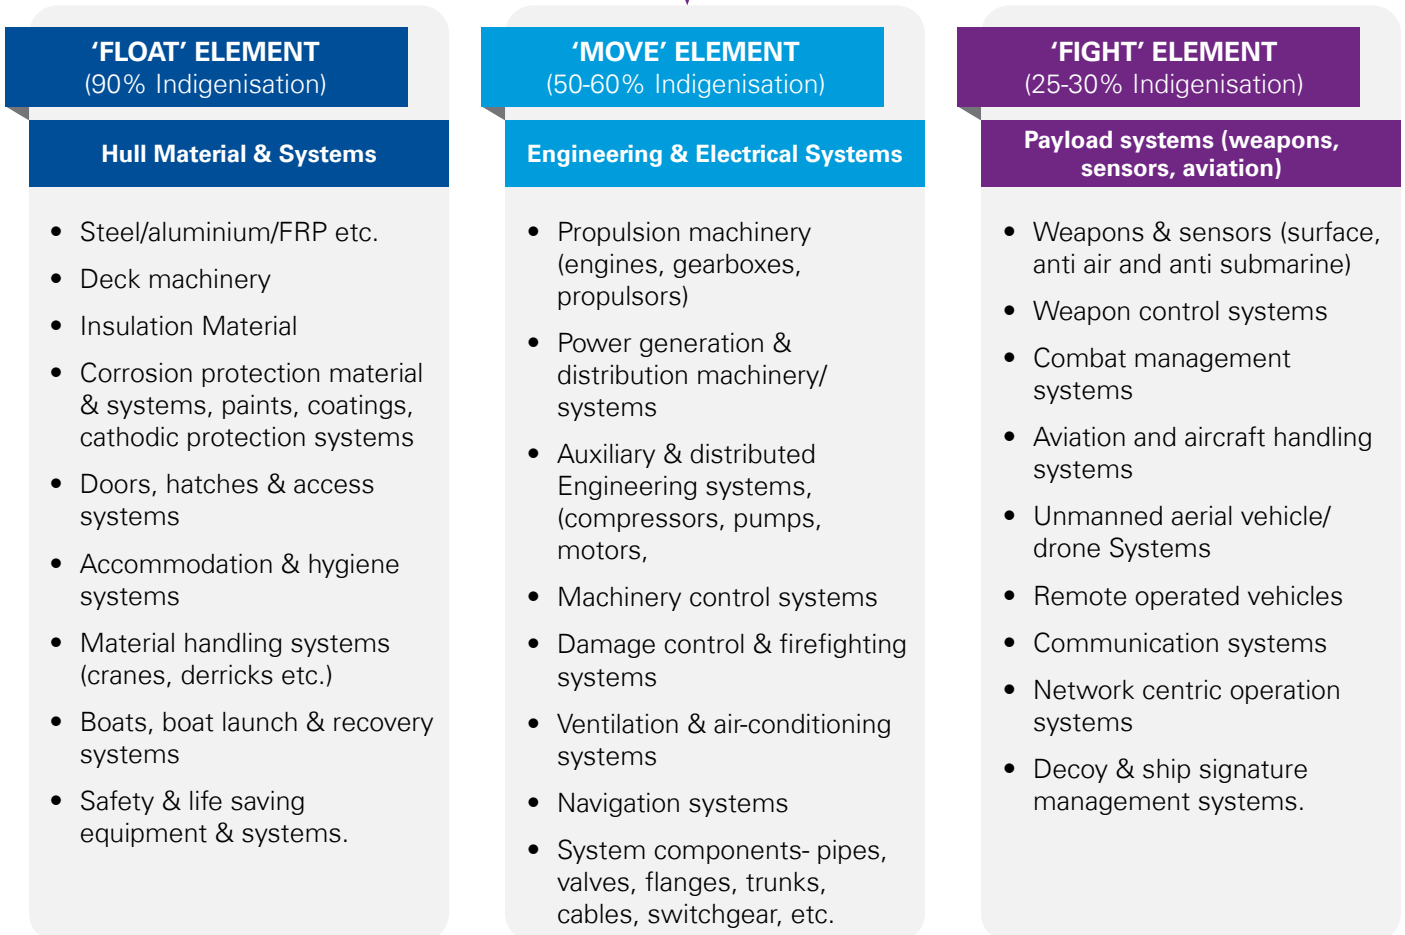 ‘FLOAT’ ELEMENT
(90% Indigenisation)
Hull Material & Systems
• Steel/aluminium/FRP etc.
• Deck machinery
• Insulation Material
• Corrosion protection material
& systems, paints, coatings,
cathodic protection systems
• Doors, hatches & access
systems
• Accommodation & hygiene
systems
• Material handling systems
(cranes, derricks etc.)
• Boats, boat launch & recovery
systems
• Safety & life saving
equipment & systems.
‘MOVE’ ELEMENT
(50-60% Indigenisation)
Engineering & Electrical Systems
• Propulsion machinery
(engines, gearboxes,
propulsors)
• Power generation &
distribution machinery/
systems
• Auxiliary & distributed
Engineering systems,
(compressors, pumps,
motors,
• Machinery control systems
• Damage control & firefighting
systems
• Ventilation & air-conditioning
systems
• Navigation systems
• System components- pipes,
valves, flanges, trunks,
cables, switchgear, etc.
‘FIGHT’ ELEMENT
(25-30% Indigenisation)
Payload systems (weapons,
sensors, aviation)
• Weapons & sensors (surface,
anti air and anti submarine)
• Weapon control systems
• Combat management
systems
• Aviation and aircraft handling
systems
• Unmanned aerial vehicle/
drone Systems
• Remote operated vehicles
• Communication systems
• Network centric operation
systems
• Decoy & ship signature
management systems.